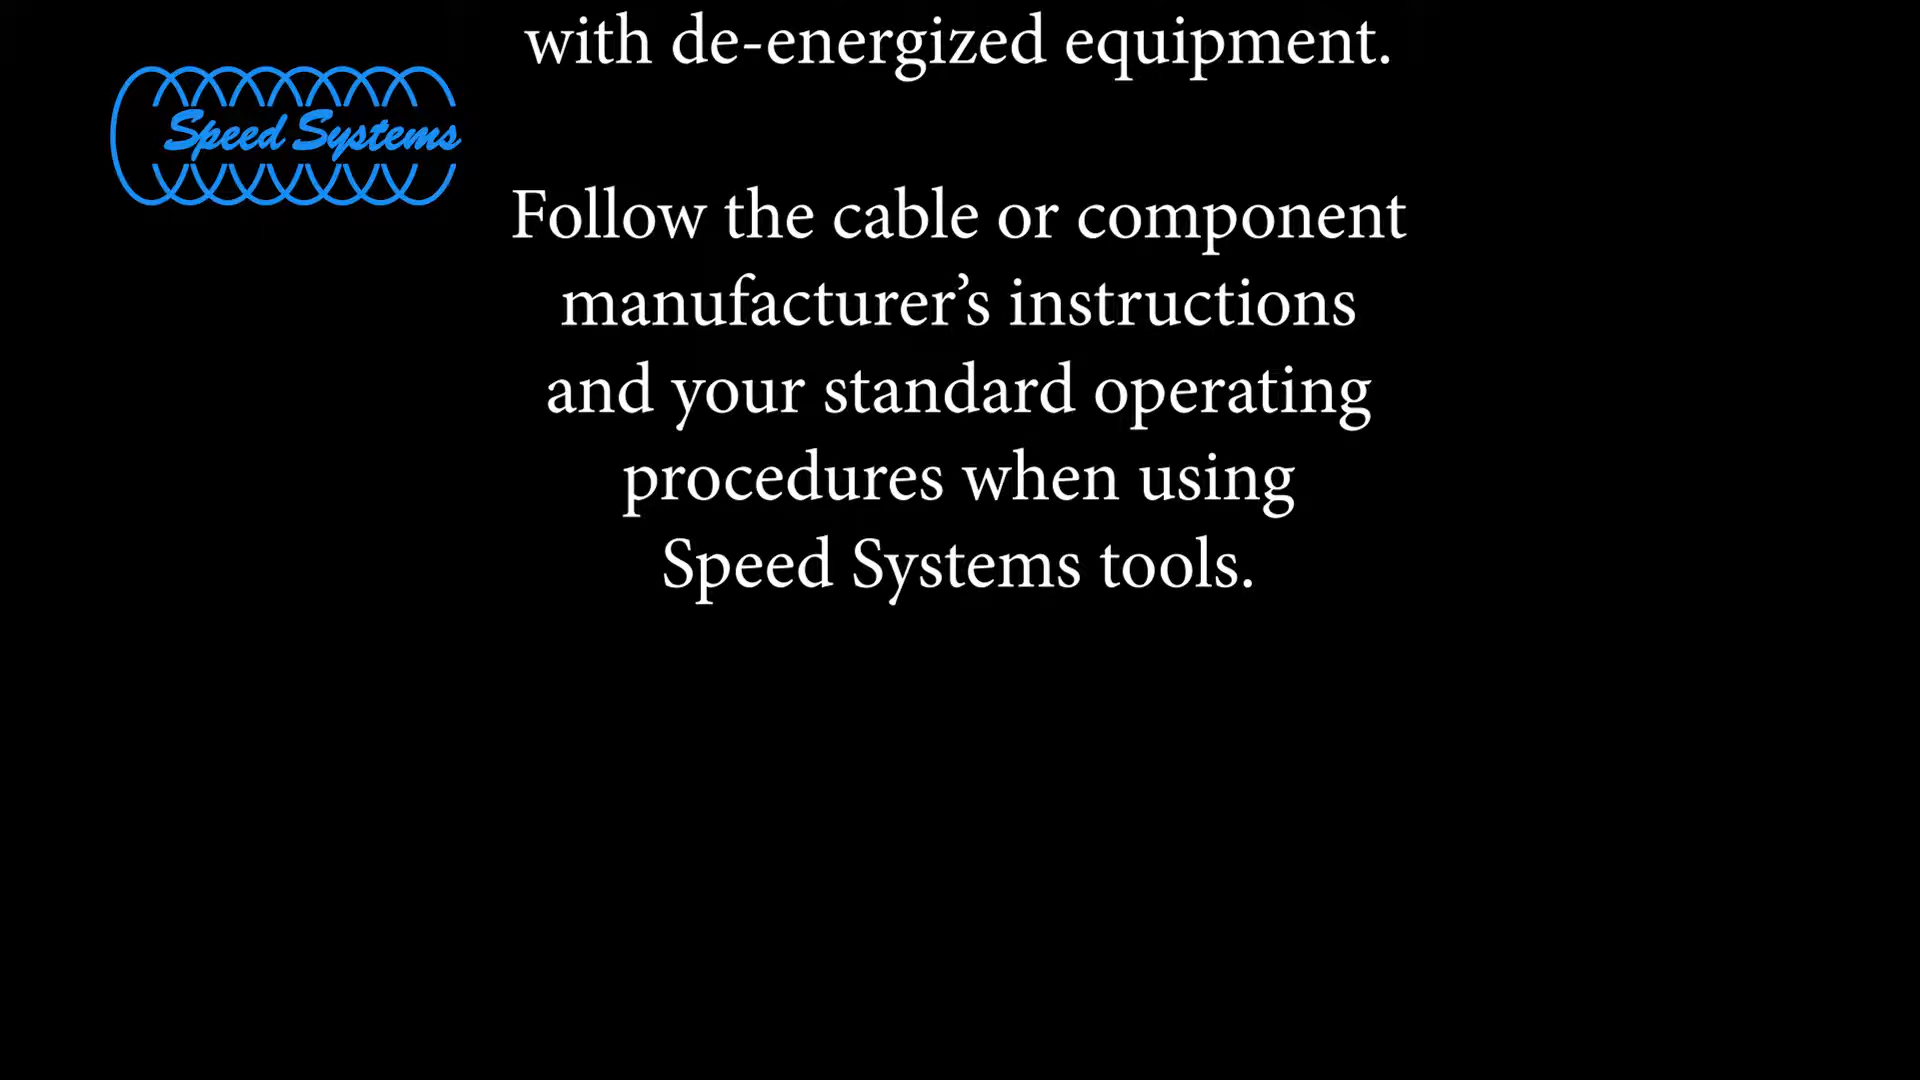 with de-energized equipment.
Speed Systems
Follow the cable or component
manufacturer’s instructions
and your standard operating
procedures when using
Speed Systems tools.